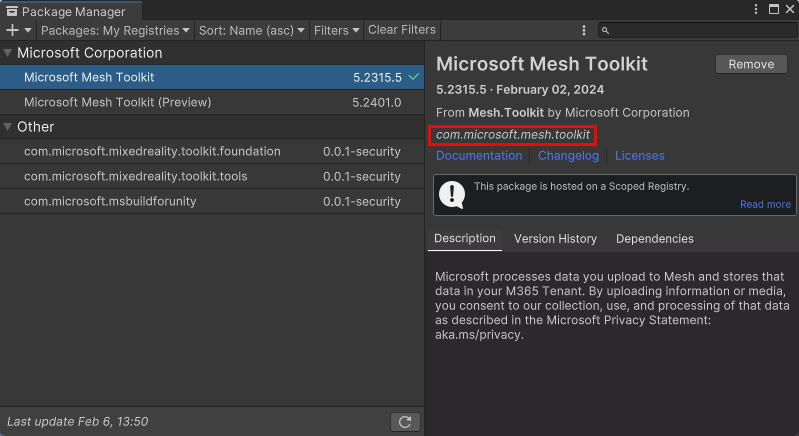 Package Manager
Packages: My Registries Sort: Name (asc) Filters Clear Filters
Microsoft Corporation
Microsoft Mesh Toolkit 5.2315.5
Microsoft Mesh Toolkit (Preview) 5.2401.0
Other
com.microsoft.mixedreality.toolkit.foundation 0.0.1-security
com.microsoft.mixedreality.toolkit.tools 0.0.1-security
com.microsoft.msbuildforunity 0.0.1-security
Last update Feb 6, 13:50
Microsoft Mesh Toolkit Remove
5.2315.5 · February 02, 2024
From Mesh.Toolkit by Microsoft Corporation
com.microsoft.mesh.toolkit
Documentation Changelog Licenses
This package is hosted on a Scoped Registry.
Read more
Description Version History Dependencies
Microsoft processes data you upload to Mesh and stores that
data in your M365 Tenant. By uploading information or media,
you consent to our collection, use, and processing of that data
as described in the Microsoft Privacy Statement:
aka.ms/privacy.